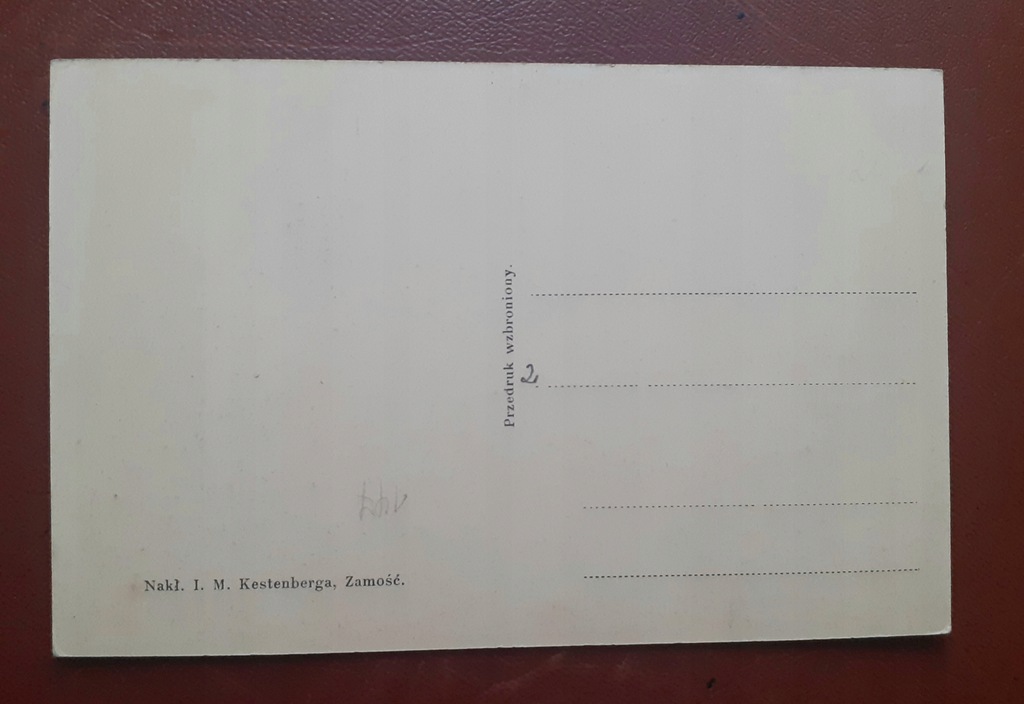 Przedruk wzbroniony.
2
Nakł. I. M. Kestenberga, Zamość.